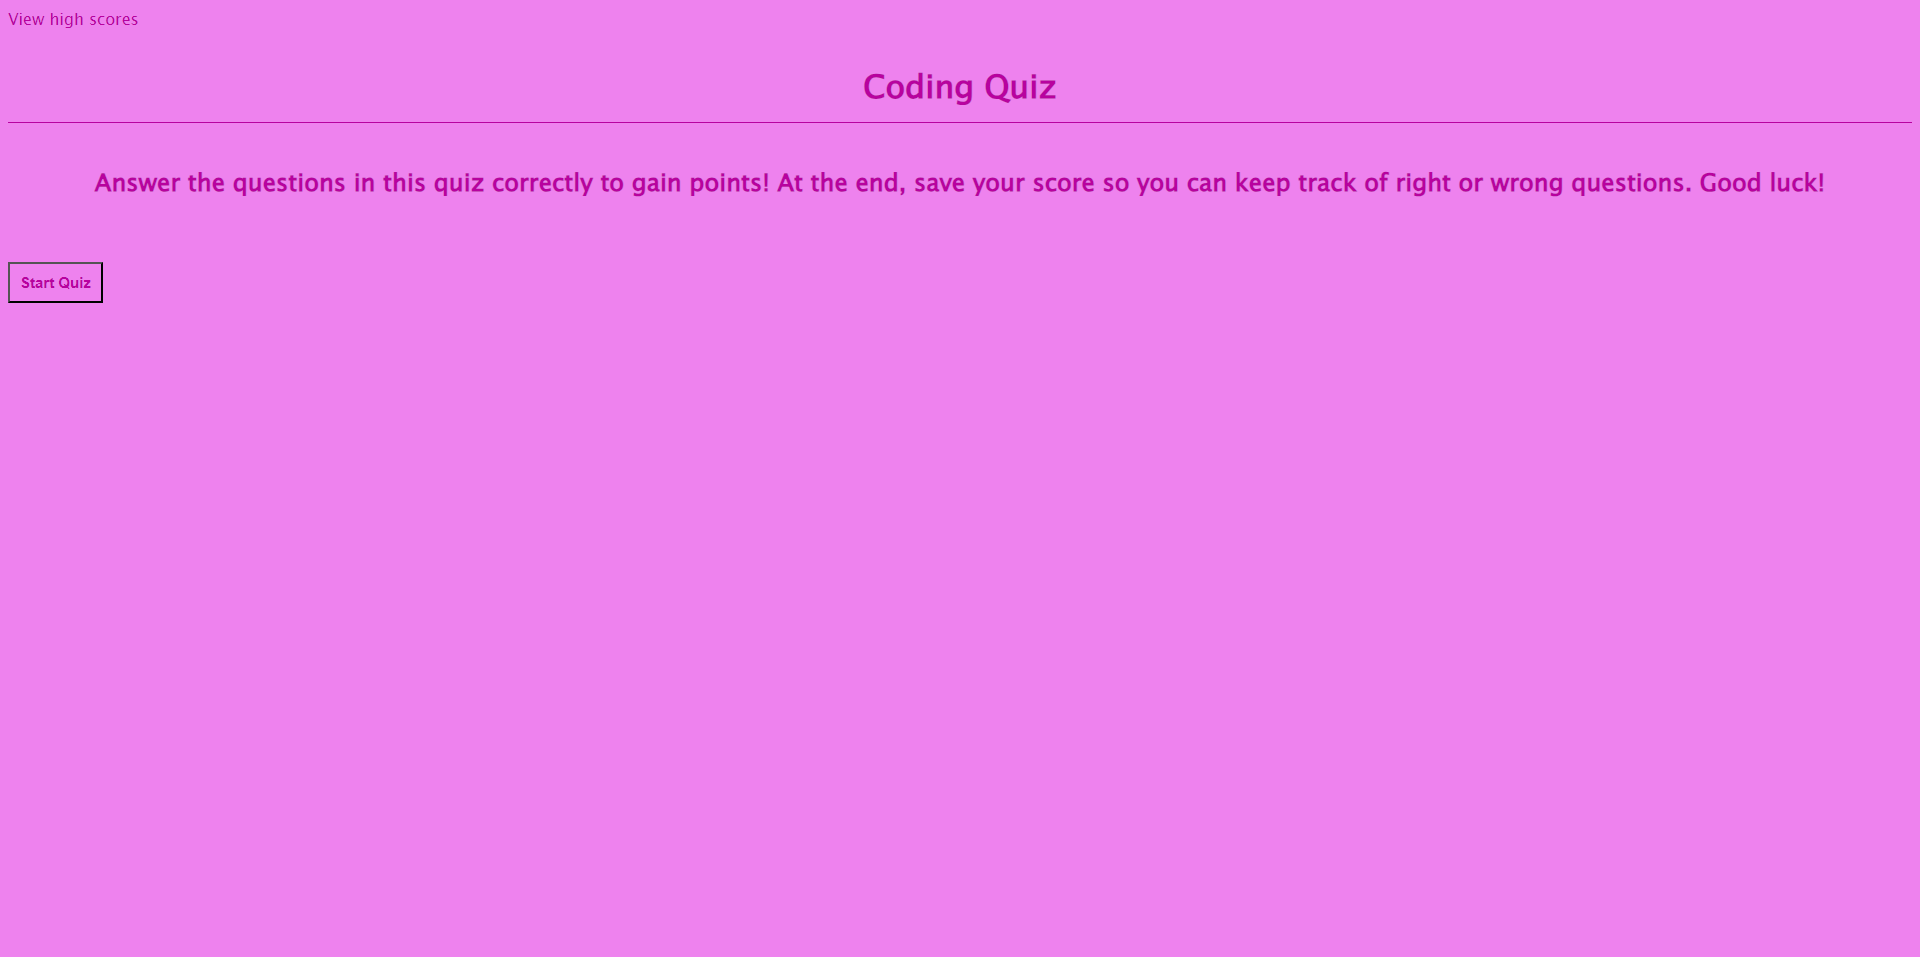 View high scores
Coding Quiz
Answer the questions in this quiz correctly to gain points! At the end, save your score so you can keep track of right or wrong questions. Good luck!
Start Quiz